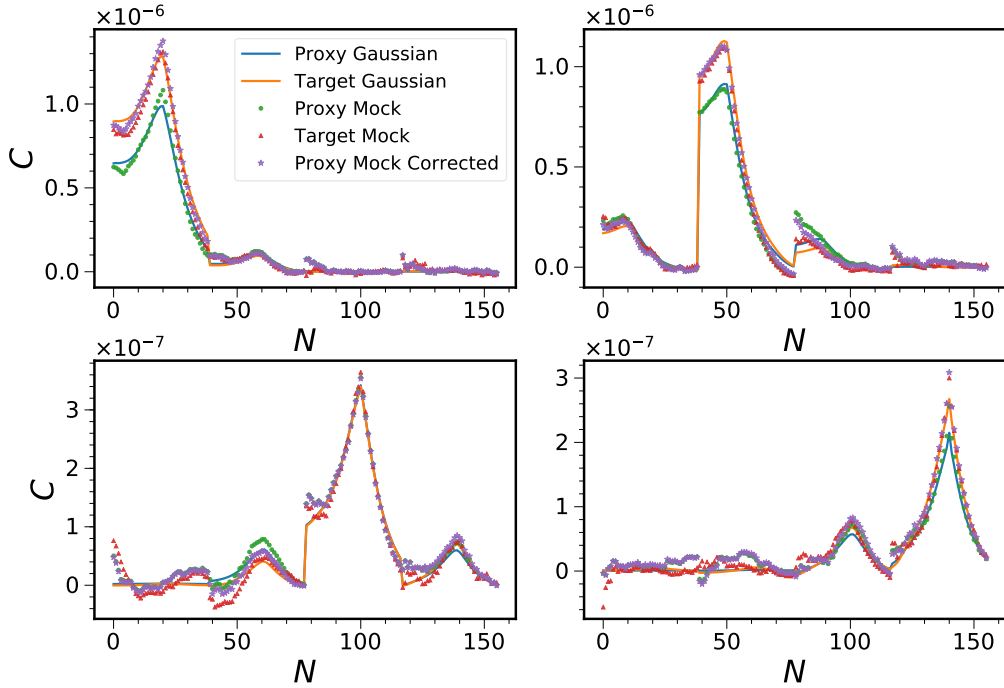 ×10⁻⁶ ×10⁻⁶
Proxy Gaussian
Target Gaussian
Proxy Mock
Target Mock
Proxy Mock Corrected
C
1.0
0.5
0.0
0 50 100 150
N
1.0
0.5
0.0
0 50 100 150
N
×10⁻⁷ ×10⁻⁷
C
3
2
1
0
0 50 100 150
N
3
2
1
0
0 50 100 150
N